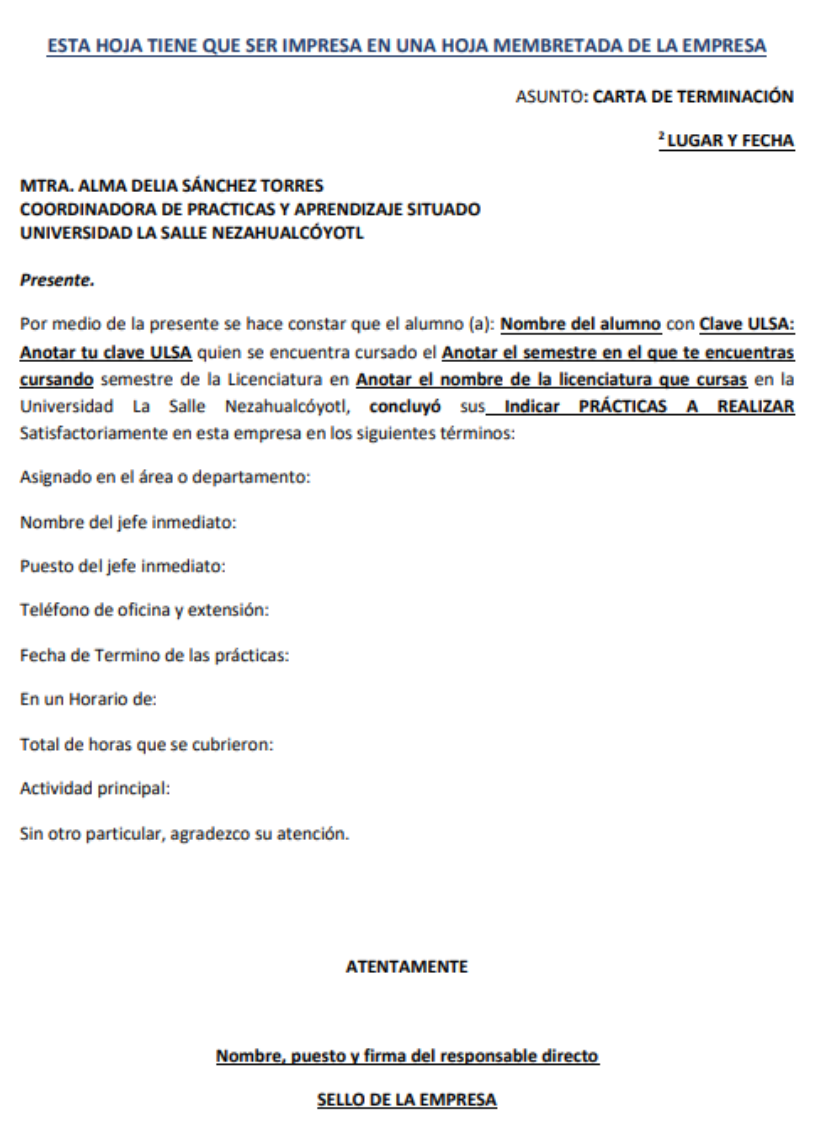 ESTA HOJA TIENE QUE SER IMPRESA EN UNA HOJA MEMBRETADA DE LA EMPRESA
ASUNTO: CARTA DE TERMINACIÓN
² LUGAR Y FECHA
MTRA. ALMA DELIA SÁNCHEZ TORRES
COORDINADORA DE PRACTICAS Y APRENDIZAJE SITUADO
UNIVERSIDAD LA SALLE NEZAHUALCÓYOTL
Presente.
Por medio de la presente se hace constar que el alumno (a): Nombre del alumno con Clave ULSA:
Anotar tu clave ULSA quien se encuentra cursado el Anotar el semestre en el que te encuentras
cursando semestre de la Licenciatura en Anotar el nombre de la licenciatura que cursas en la
Universidad La Salle Nezahualcóyotl, concluyó sus Indicar PRÁCTICAS A REALIZAR
Satisfactoriamente en esta empresa en los siguientes términos:
Asignado en el área o departamento:
Nombre del jefe inmediato:
Puesto del jefe inmediato:
Teléfono de oficina y extensión:
Fecha de Termino de las prácticas:
En un Horario de:
Total de horas que se cubrieron:
Actividad principal:
Sin otro particular, agradezco su atención.
ATENTAMENTE
Nombre, puesto y firma del responsable directo
SELLO DE LA EMPRESA